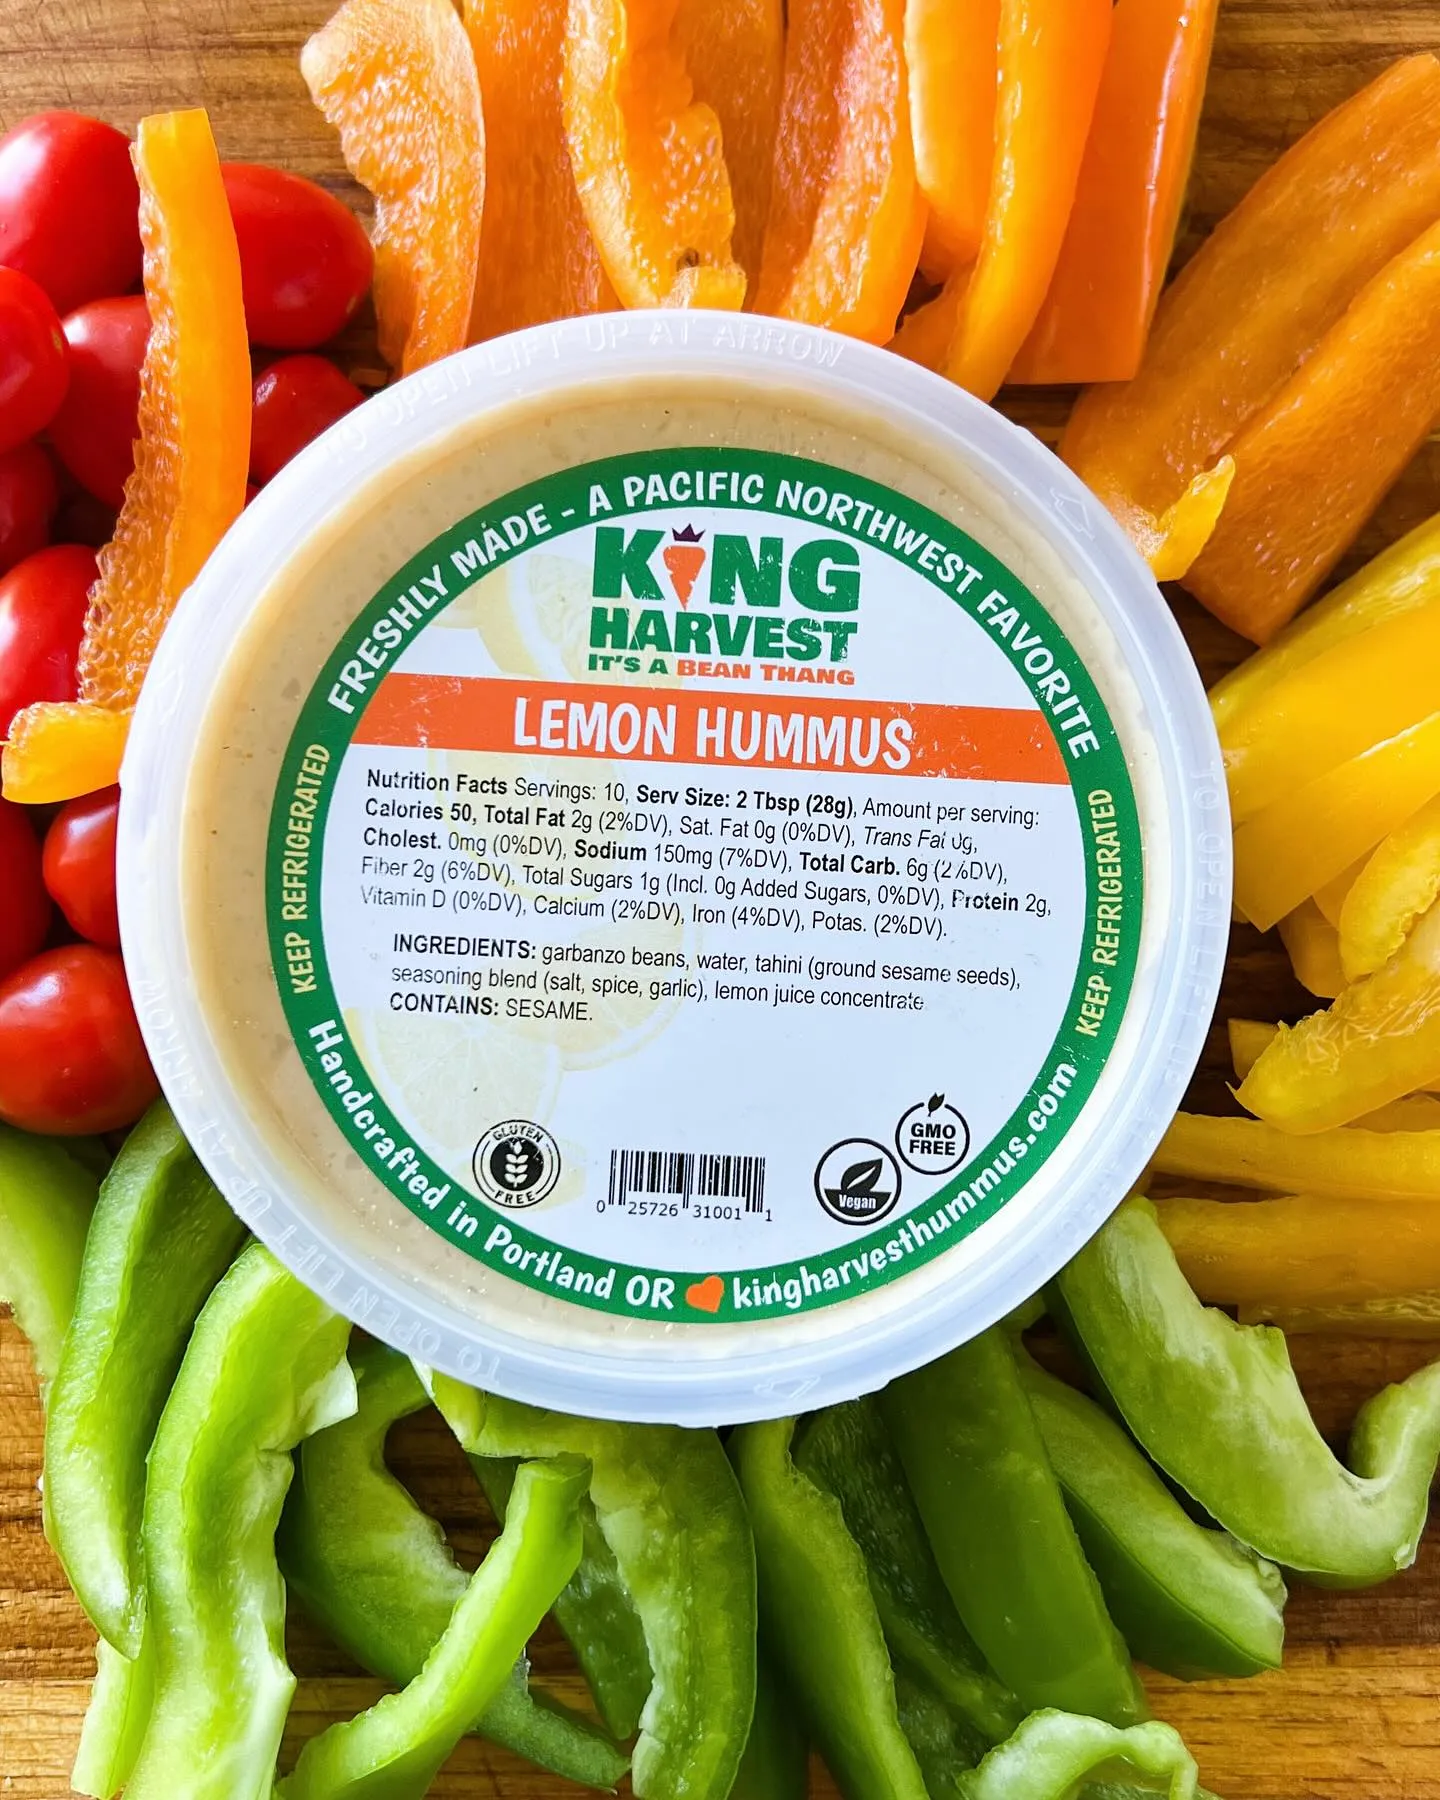 TO OPEN LIFT UP AT ARROW
FRESHLY MADE - A PACIFIC NORTHWEST FAVORITE
KING
HARVEST
IT'S A BEAN THANG
LEMON HUMMUS
Nutrition Facts Servings: 10, Serv Size: 2 Tbsp (28g), Amount per serving:
Calories 50, Total Fat 2g (2%DV), Sat. Fat 0g (0%DV), Trans Fat 0g,
Cholest. 0mg (0%DV), Sodium 150mg (7%DV), Total Carb. 6g (2%DV),
Fiber 2g (6%DV), Total Sugars 1g (Incl. 0g Added Sugars, 0%DV), Protein 2g,
Vitamin D (0%DV), Calcium (2%DV), Iron (4%DV), Potas. (2%DV).
INGREDIENTS: garbanzo beans, water, tahini (ground sesame seeds),
seasoning blend (salt, spice, garlic), lemon juice concentrate
CONTAINS: SESAME.
KEEP REFRIGERATED
KEEP REFRIGERATED
GLUTEN
FREE
0 25726 31001 1
Vegan
GMO
FREE
Handcrafted in Portland OR
kingharvesthummus.com
TO OPEN LIFT UP AT ARROW
TO OPEN LIFT UP AT ARROW